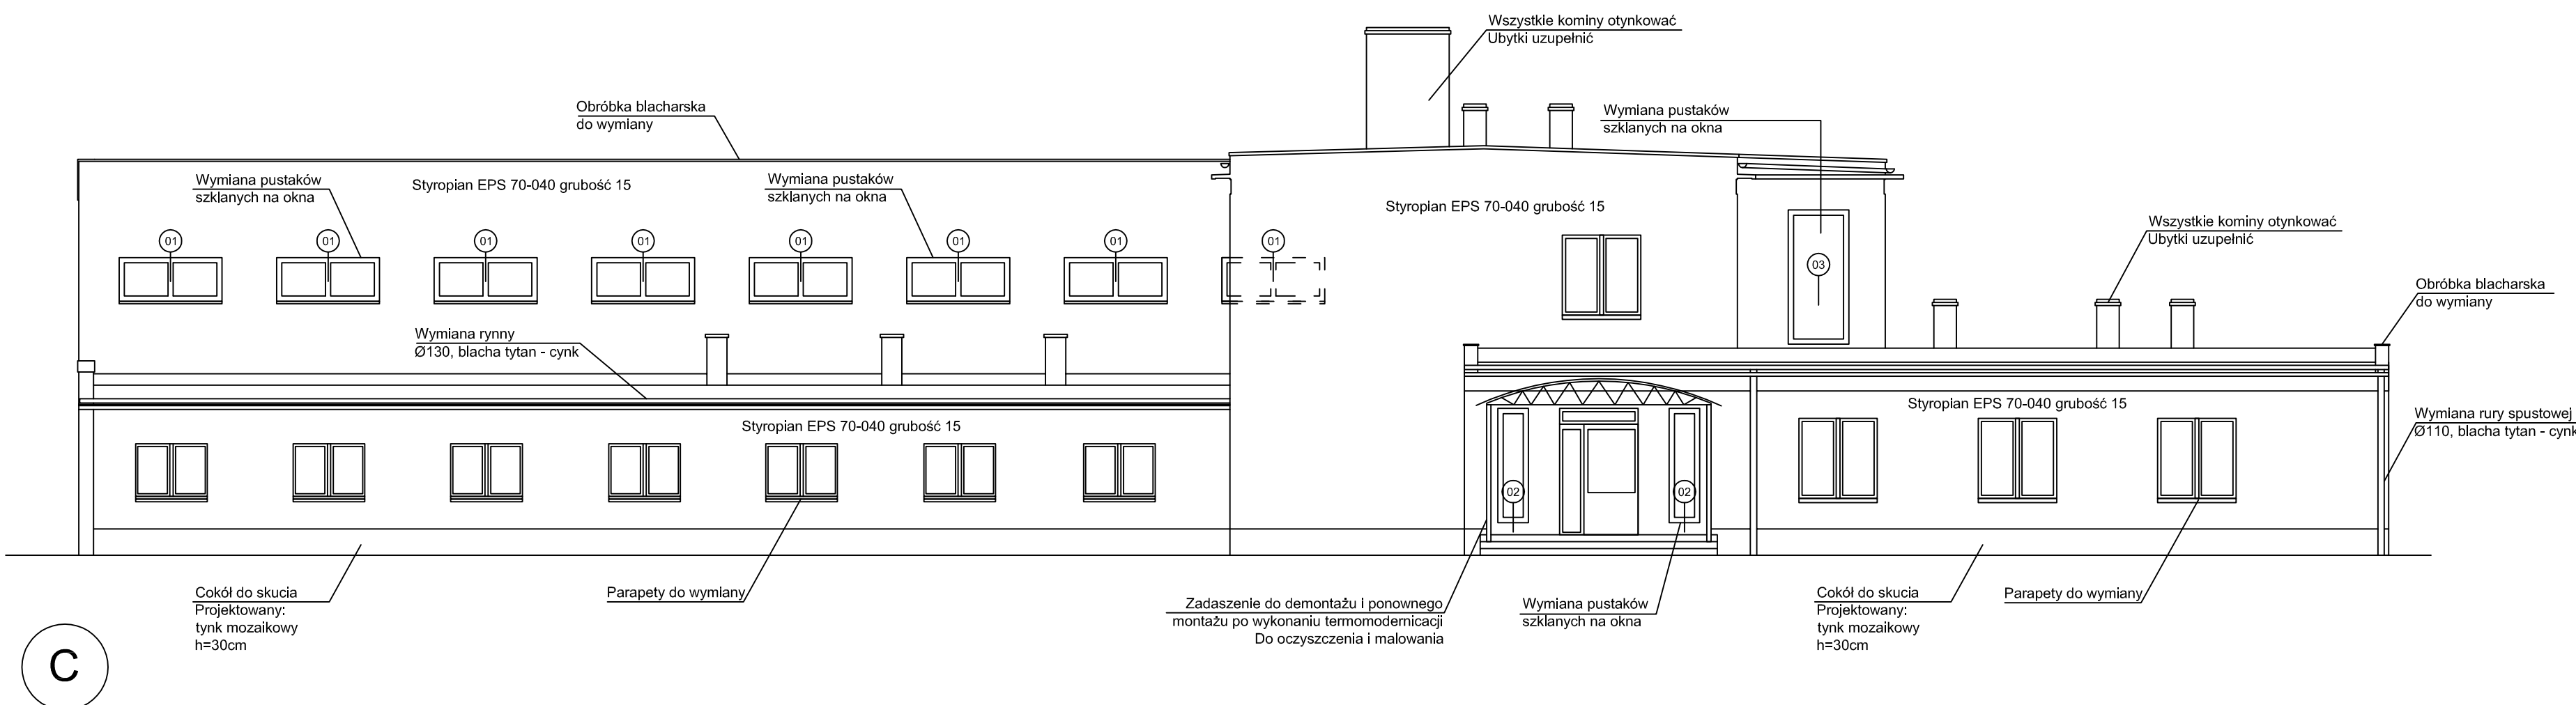 Wszystkie kominy otynkować
Ubytki uzupełnić
Obróbka blacharska
do wymiany
Wymiana pustaków
szklanych na okna
Wymiana pustaków
szklanych na okna
Styropian EPS 70-040 grubość 15
Wymiana pustaków
szklanych na okna
Styropian EPS 70-040 grubość 15
Wszystkie kominy otynkować
Ubytki uzupełnić
01
01
01
01
01
01
01
01
03
Obróbka blacharska
do wymiany
Wymiana rynny
Ø130, blacha tytan - cynk
Styropian EPS 70-040 grubość 15
Styropian EPS 70-040 grubość 15
Wymiana rury spustowej
Ø110, blacha tytan - cynk
02
02
Cokół do skucia
Projektowany:
tynk mozaikowy
h=30cm
Parapety do wymiany
Zadaszenie do demontażu i ponownego
montażu po wykonaniu termomodernicacji
Do oczyszczenia i malowania
Wymiana pustaków
szklanych na okna
Cokół do skucia
Projektowany:
tynk mozaikowy
h=30cm
Parapety do wymiany
C